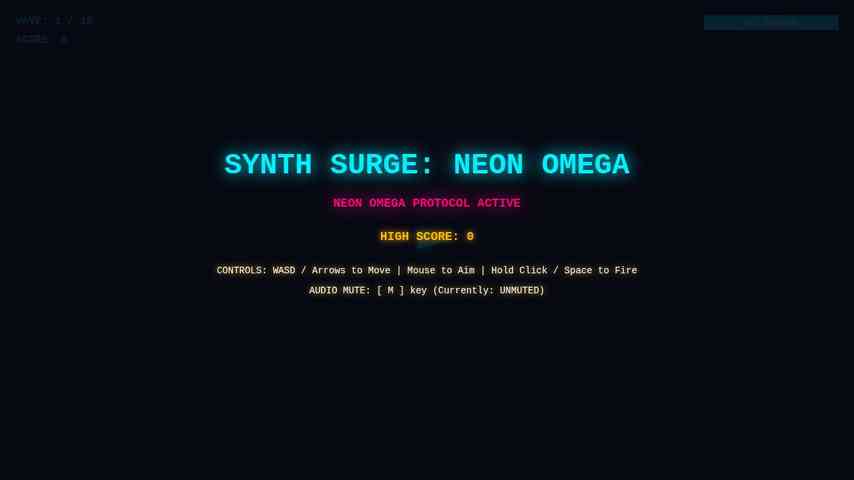 WAVE: 1 / 10
SCORE: 0
SYNTH SURGE: NEON OMEGA
NEON OMEGA PROTOCOL ACTIVE
HIGH SCORE: 0
CONTROLS: WASD / Arrows to Move | Mouse to Aim | Hold Click / Space to Fire
AUDIO MUTE: [ M ] key (Currently: UNMUTED)